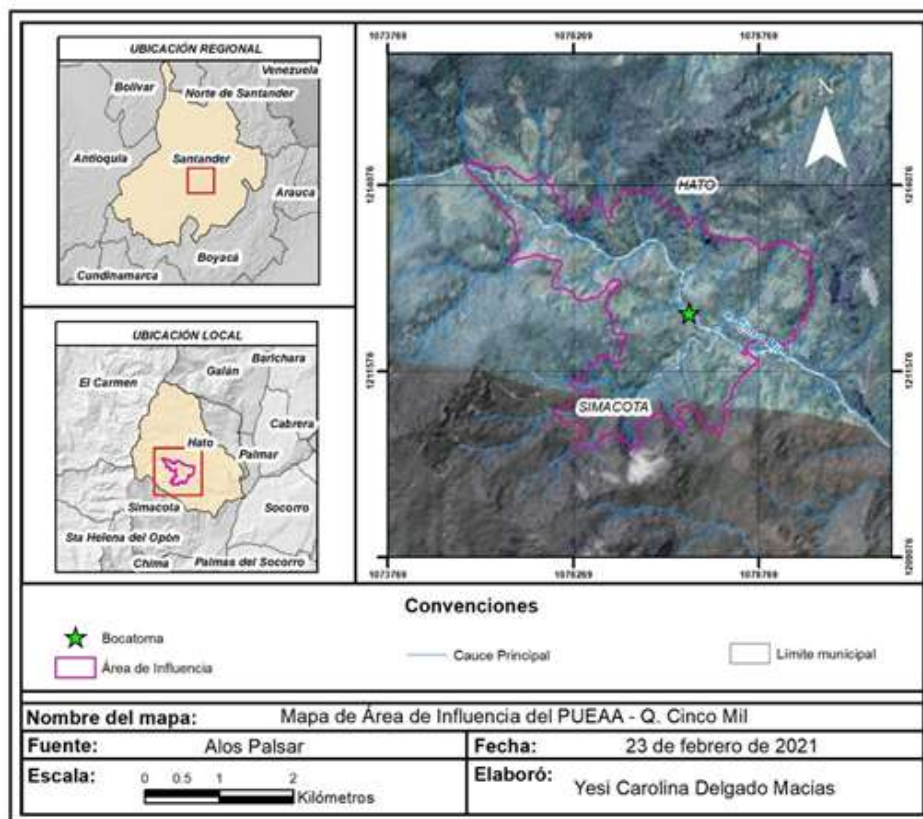 UBICACIÓN REGIONAL
Venezuela
Bolívar
Norte de Santander
Antioquia
Santander
Arauca
Boyacá
Cundinamarca
UBICACIÓN LOCAL
Barichara
Galán
El Carmen
Cabrera
Hato
Palmar
Simacota
Socorro
Sta Helena del Opón
Chima
Palmas del Socorro
1073769
1076269
1078769
N
HATO
SIMACOTA
1214076
1214076
1211576
1211576
1073769
1076269
1078769
Convenciones
Bocatoma
Área de Influencia
Cauce Principal
Límite municipal
Nombre del mapa: Mapa de Área de Influencia del PUEAA - Q. Cinco Mil
Fuente: Alos Palsar
Fecha: 23 de febrero de 2021
Escala: 0 0.5 1 2
Kilómetros
Elaboró: Yesi Carolina Delgado Macias